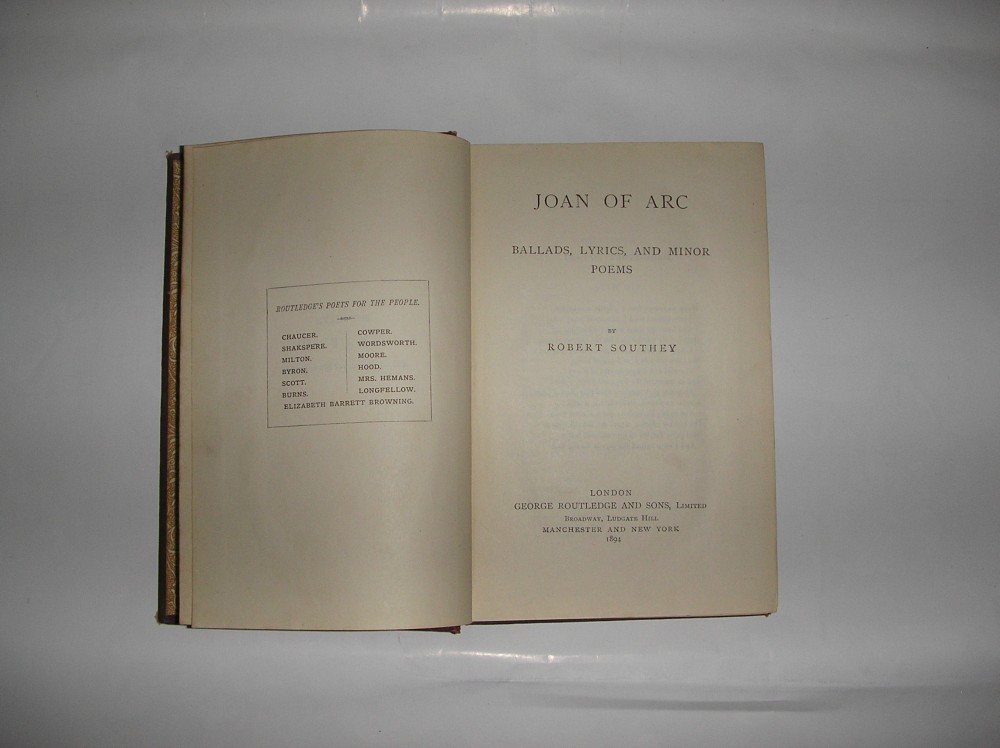 ROUTLEDGE'S POETS FOR THE PEOPLE.
CHAUCER.
SHAKSPERE.
MILTON.
BYRON.
SCOTT.
BURNS.
COWPER.
WORDSWORTH.
MOORE.
HOOD.
MRS. HEMANS.
LONGFELLOW.
ELIZABETH BARRETT BROWNING.
JOAN OF ARC
BALLADS, LYRICS, AND MINOR
POEMS
BY
ROBERT SOUTHEY
LONDON
GEORGE ROUTLEDGE AND SONS, LIMITED
BROADWAY, LUDGATE HILL
MANCHESTER AND NEW YORK
1894